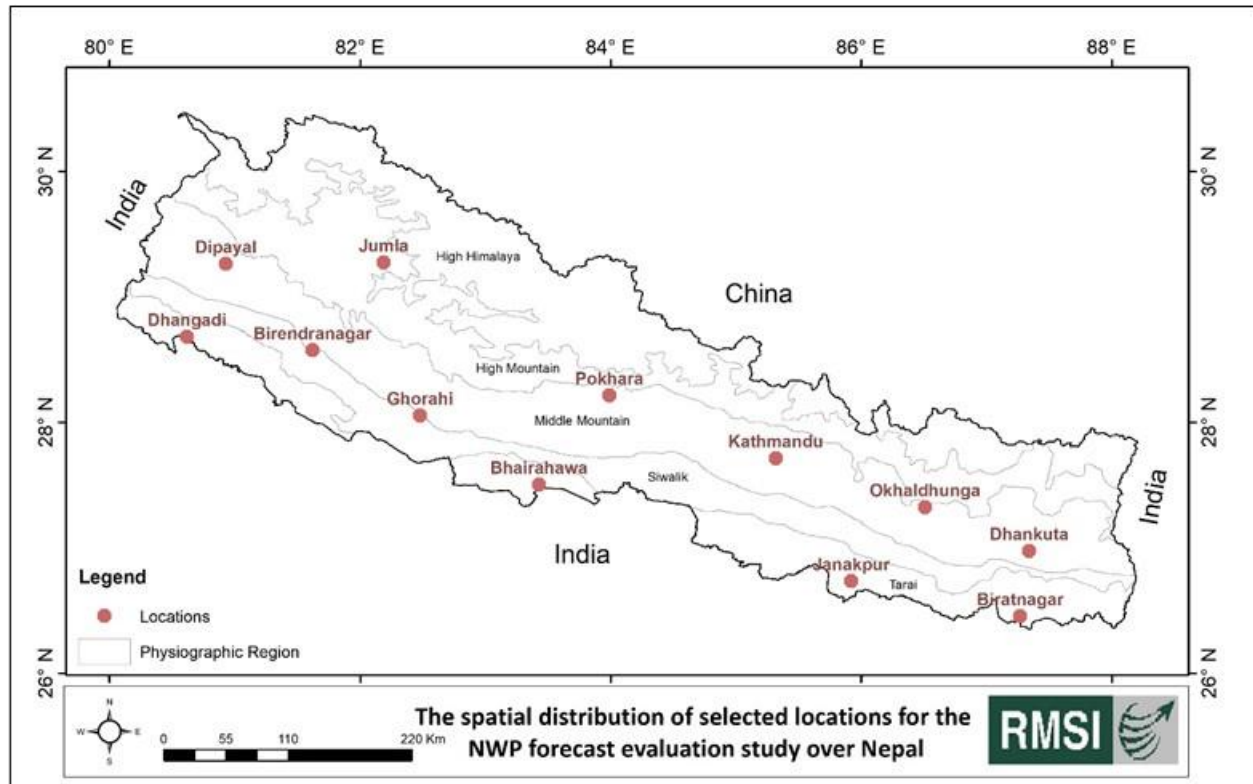 80° E
82° E
84° E
86° E
88° E
30° N
30° N
India
Dipayal
Jumla
High Himalaya
China
Dhangadi
Birendranagar
High Mountain
Pokhara
Ghorahi
Middle Mountain
28° N
28° N
Kathmandu
Bhairahawa
Siwalik
Okhaldhunga
India
Dhankuta
India
Janakpur
Tarai
Biratnagar
Legend
Locations
Physiographic Region
26° N
26° N
N
W
E
S
0 55 110 220 Km
The spatial distribution of selected locations for the
NWP forecast evaluation study over Nepal
RMSI